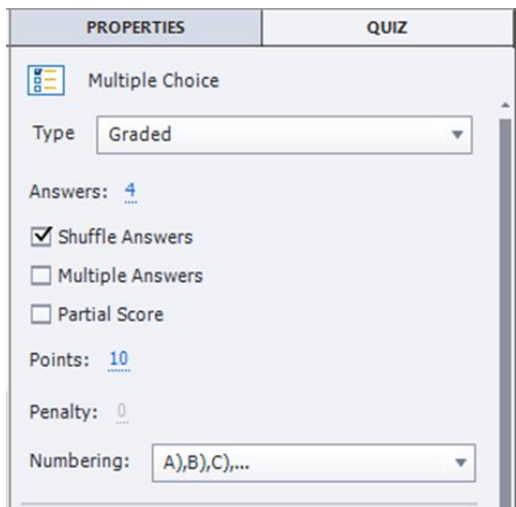 PROPERTIES QUIZ
Multiple Choice
Type Graded
Answers: 4
Shuffle Answers
Multiple Answers
Partial Score
Points: 10
Penalty: 0
Numbering: A),B),C),...